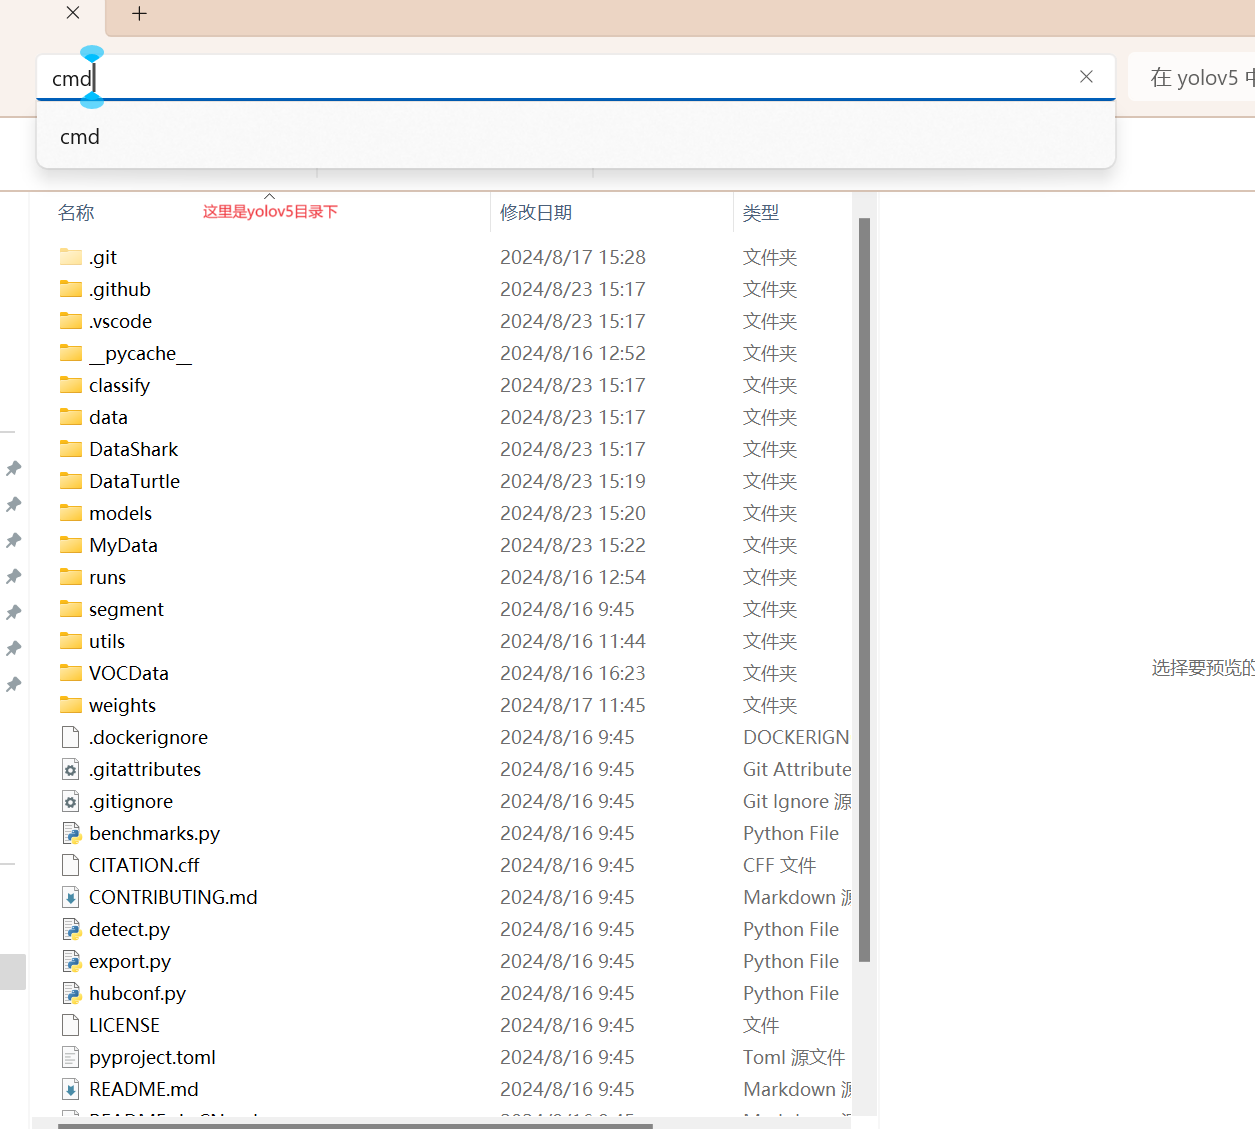 cmd
在 yolov5 中
cmd
名称 这里是yolov5目录下 修改日期 类型
.git 2024/8/17 15:28 文件夹
.github 2024/8/23 15:17 文件夹
.vscode 2024/8/23 15:17 文件夹
__pycache__ 2024/8/16 12:52 文件夹
classify 2024/8/23 15:17 文件夹
data 2024/8/23 15:17 文件夹
DataShark 2024/8/23 15:17 文件夹
DataTurtle 2024/8/23 15:19 文件夹
models 2024/8/23 15:20 文件夹
MyData 2024/8/23 15:22 文件夹
runs 2024/8/16 12:54 文件夹
segment 2024/8/16 9:45 文件夹
utils 2024/8/16 11:44 文件夹
VOCData 2024/8/16 16:23 文件夹
weights 2024/8/17 11:45 文件夹
.dockerignore 2024/8/16 9:45 DOCKERIGN
.gitattributes 2024/8/16 9:45 Git Attribute
.gitignore 2024/8/16 9:45 Git Ignore 源
benchmarks.py 2024/8/16 9:45 Python File
CITATION.cff 2024/8/16 9:45 CFF 文件
CONTRIBUTING.md 2024/8/16 9:45 Markdown 源
detect.py 2024/8/16 9:45 Python File
export.py 2024/8/16 9:45 Python File
hubconf.py 2024/8/16 9:45 Python File
LICENSE 2024/8/16 9:45 文件
pyproject.toml 2024/8/16 9:45 Toml 源文件
README.md 2024/8/16 9:45 Markdown 源
选择要预览的